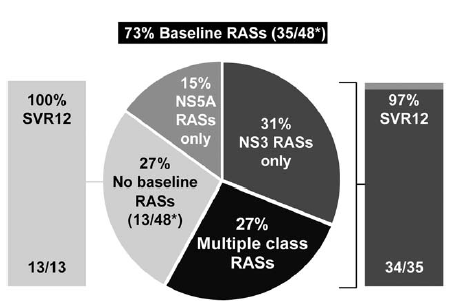 73% Baseline RASs (35/48*)
100%
SVR12
13/13
15%
NS5A
RASs
only
31%
NS3 RASs
only
27%
No baseline
RASs
(13/48*)
27%
Multiple class
RASs
97%
SVR12
34/35